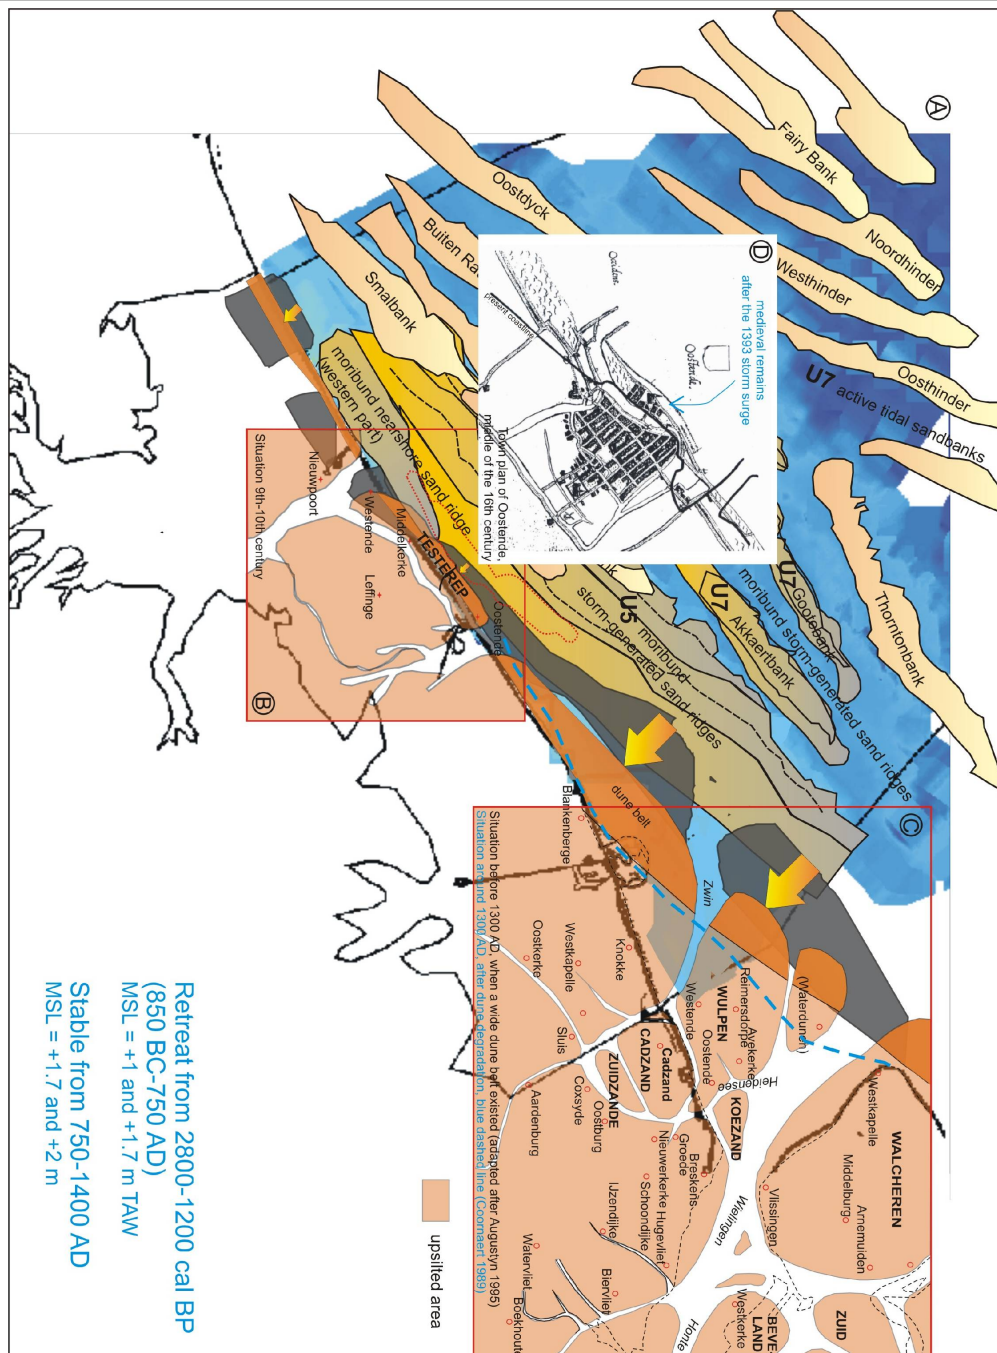 A
Fairy Bank
Noordhinder
Oostdyck
Westhinder
Buiten Ra
Oosthinder
Smalbank
U7 active tidal sandbanks
Thorntonbank
D
medieval remains
after the 1393 storm surge
Oostende.
present coastline
Town plan of Oostende,
middle of the 16th century
moribund nearshore sand ridge
(western part)
U7
Gootebank
moribund storm-generated sand ridges
U7
Akkaertbank
U5 moribund
storm-generated sand ridges
Situation 9th-10th century
Nieuwpoort
Westende
Middelkerke
TESTEREP
Leffinge
Oostende
B
dune belt
Blankenberge
C
Zwin
Situation before 1300 AD, when a wide dune belt existed (adapted after Augustyn 1995)
Situation around 1300 AD, after dune degradation, blue dashed line (Coornaert 1989)
Oostkerke
Westkapelle
Knokke
Sluis
Westende
WULPEN
Reimersdorpe
Avekerke
Oostende
(Waterdunen)
Heidensee
CADZAND
Cadzand
ZUIDZANDE
Coxsyde
Oostburg
Aardenburg
KOEZAND
Westkapelle
WALCHEREN
Middelburg
Arnemuiden
Vlissingen
Breskens
Groede
Nieuwerkerke
Hugevliet
Schoondijke
IJzendijke
Wielingen
Watervliet
Biervliet
Boekhoute
Honte
Westkerke
BEVE-
LAND
ZUID
upsilted area
Retreat from 2800-1200 cal BP
(850 BC-750 AD)
MSL = +1 and +1.7 m TAW
Stable from 750-1400 AD
MSL = +1.7 and +2 m